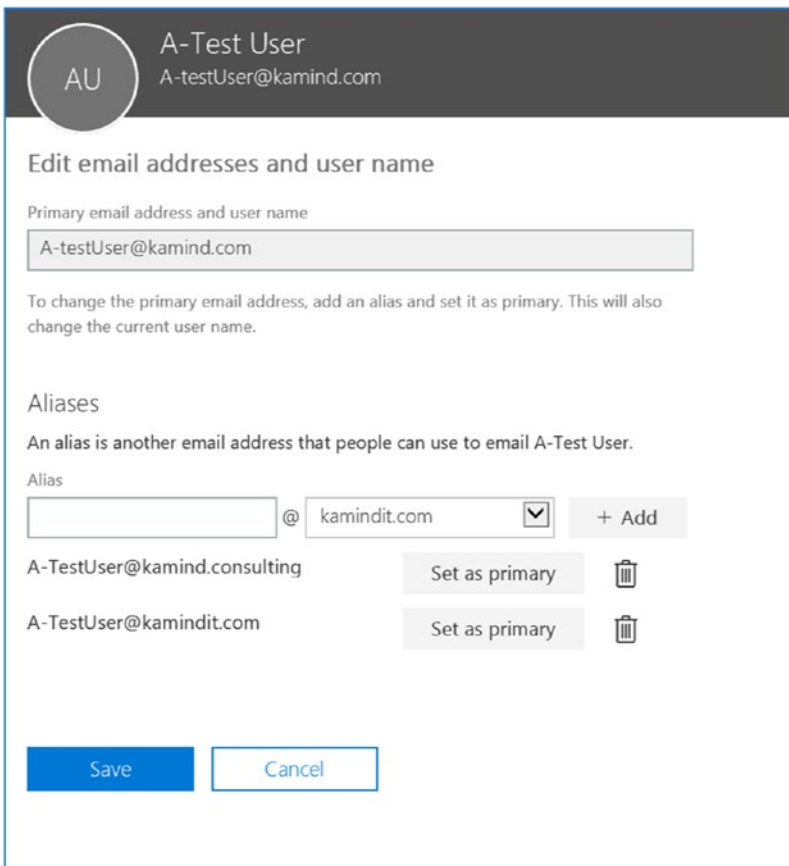 AU
A-Test User
A-testUser@kamind.com
Edit email addresses and user name
Primary email address and user name
A-testUser@kamind.com
To change the primary email address, add an alias and set it as primary. This will also
change the current user name.
Aliases
An alias is another email address that people can use to email A-Test User.
Alias
@ kamindit.com + Add
A-TestUser@kamind.consulting Set as primary
A-TestUser@kamindit.com Set as primary
Save Cancel